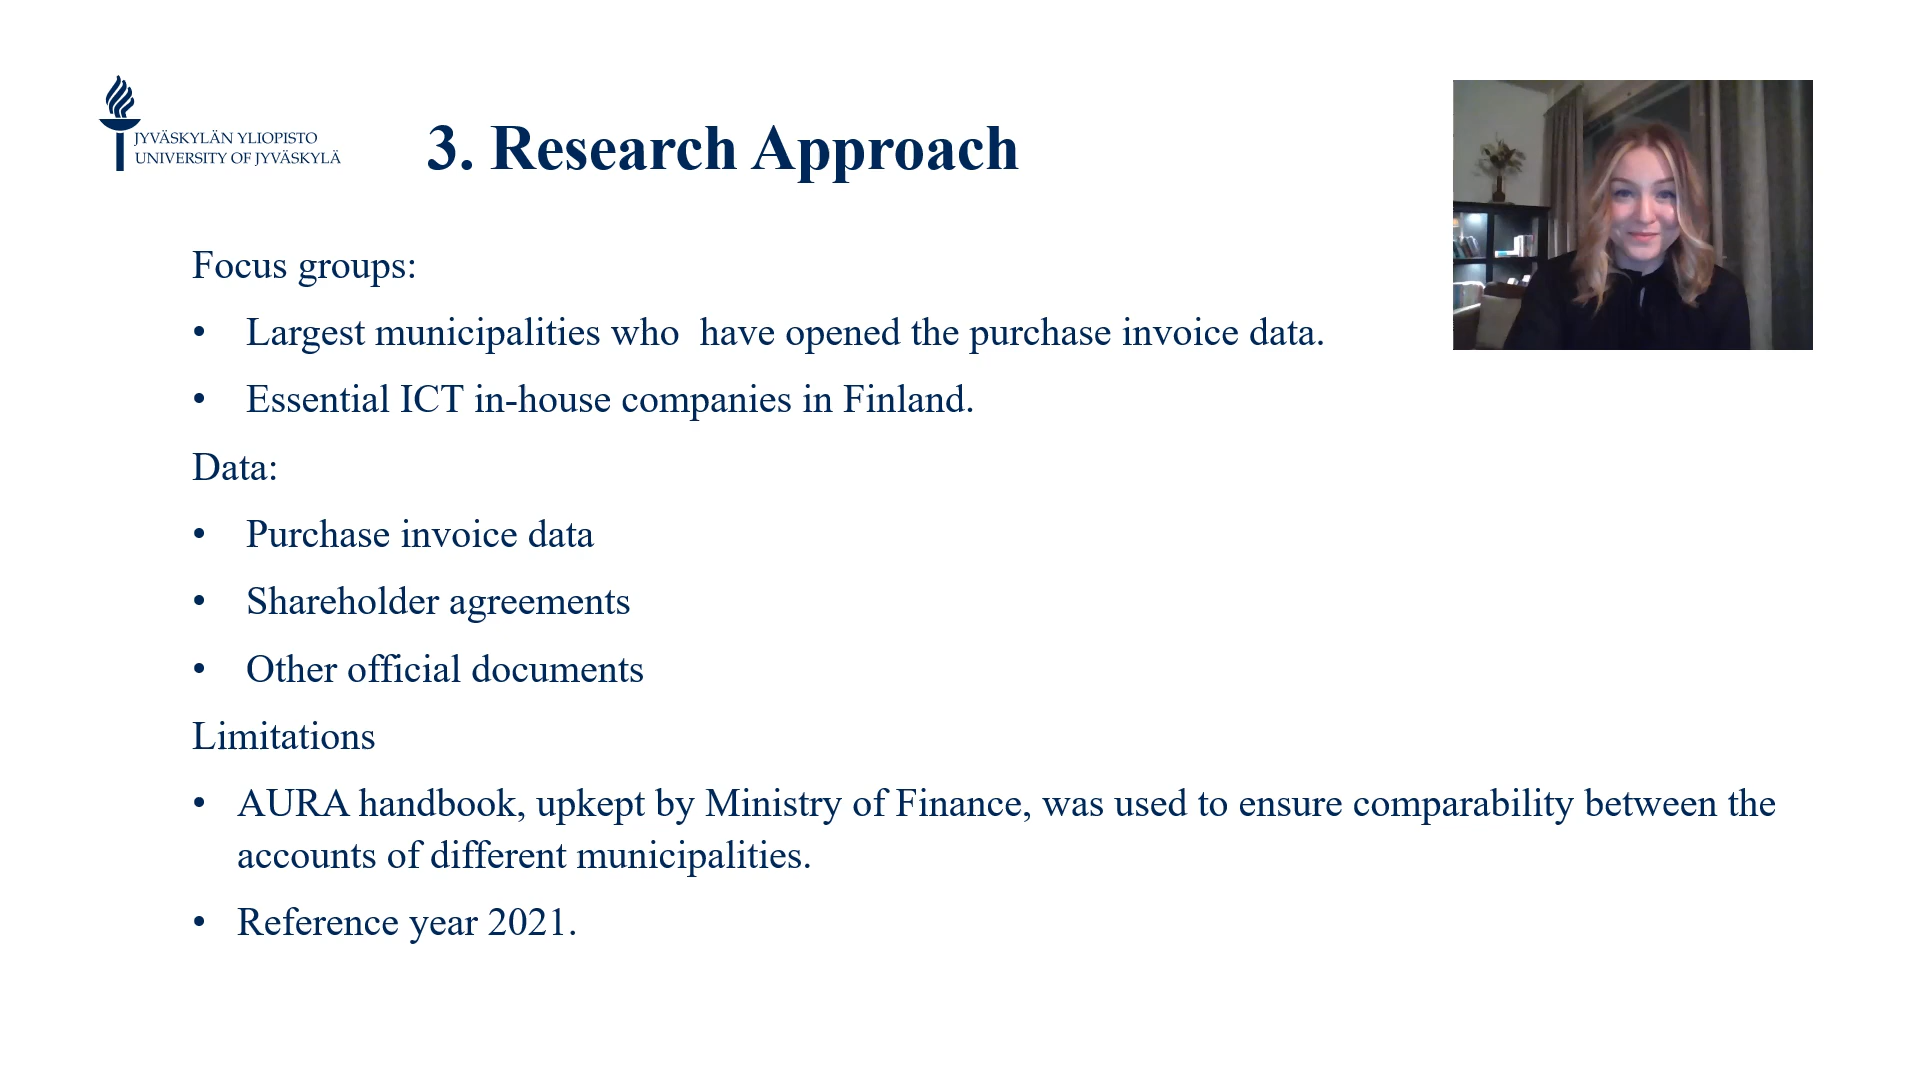 JYVÄSKYLÄN YLIOPISTO
UNIVERSITY OF JYVÄSKYLÄ
3. Research Approach
Focus groups:
• Largest municipalities who  have opened the purchase invoice data.
• Essential ICT in-house companies in Finland.
Data:
• Purchase invoice data
• Shareholder agreements
• Other official documents
Limitations
• AURA handbook, upkept by Ministry of Finance, was used to ensure comparability between the
accounts of different municipalities.
• Reference year 2021.